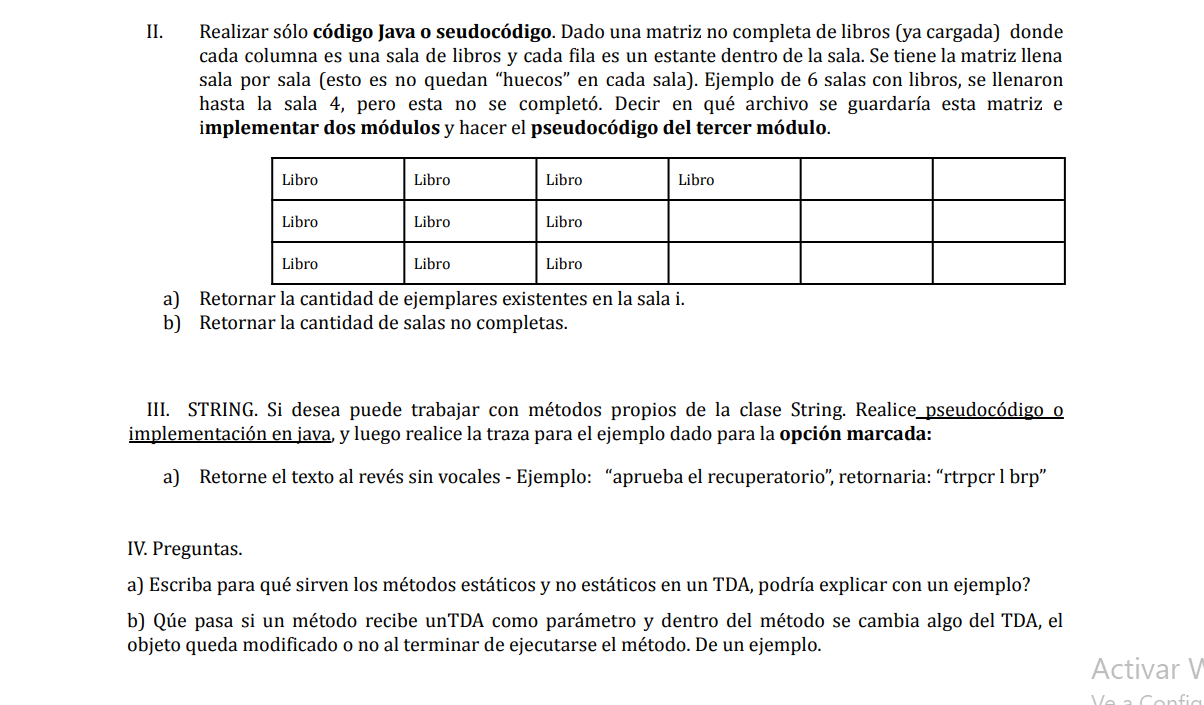 II. Realizar sólo código Java o seudocódigo. Dado una matriz no completa de libros (ya cargada) donde
cada columna es una sala de libros y cada fila es un estante dentro de la sala. Se tiene la matriz llena
sala por sala (esto es no quedan “huecos” en cada sala). Ejemplo de 6 salas con libros, se llenaron
hasta la sala 4, pero esta no se completó. Decir en qué archivo se guardaría esta matriz e
implementar dos módulos y hacer el pseudocódigo del tercer módulo.
Libro Libro Libro Libro
Libro Libro Libro
Libro Libro Libro
a) Retornar la cantidad de ejemplares existentes en la sala i.
b) Retornar la cantidad de salas no completas.
III. STRING. Si desea puede trabajar con métodos propios de la clase String. Realice pseudocódigo o
implementación en java, y luego realice la traza para el ejemplo dado para la opción marcada:
a) Retorne el texto al revés sin vocales - Ejemplo: “aprueba el recuperatorio”, retornaria: “rtrpcr l brp”
IV. Preguntas.
a) Escriba para qué sirven los métodos estáticos y no estáticos en un TDA, podría explicar con un ejemplo?
b) Qúe pasa si un método recibe unTDA como parámetro y dentro del método se cambia algo del TDA, el
objeto queda modificado o no al terminar de ejecutarse el método. De un ejemplo.
Activar
Ve a